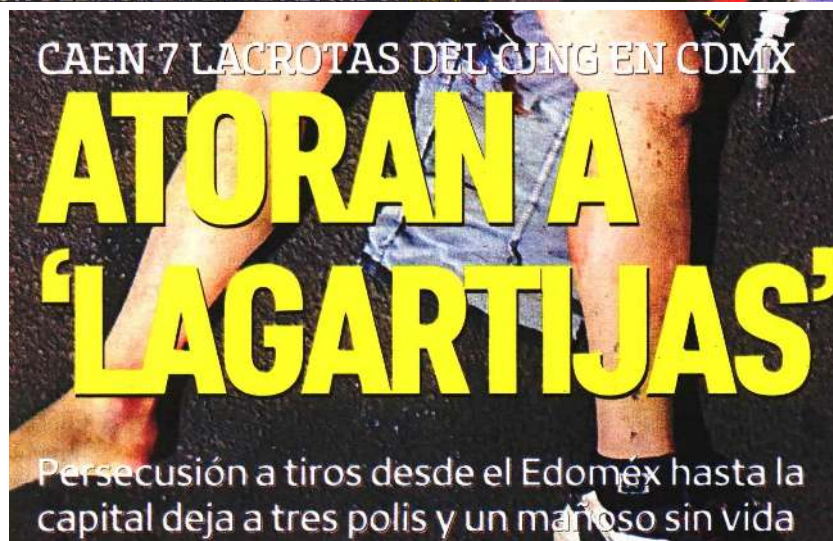 CAEN 7 LACROTAS DEL CJNG EN CDMX
ATORAN A
‘LAGARTIJAS’
Persecusión a tiros desde el Edoméx hasta la
capital deja a tres polis y un mañoso sin vida